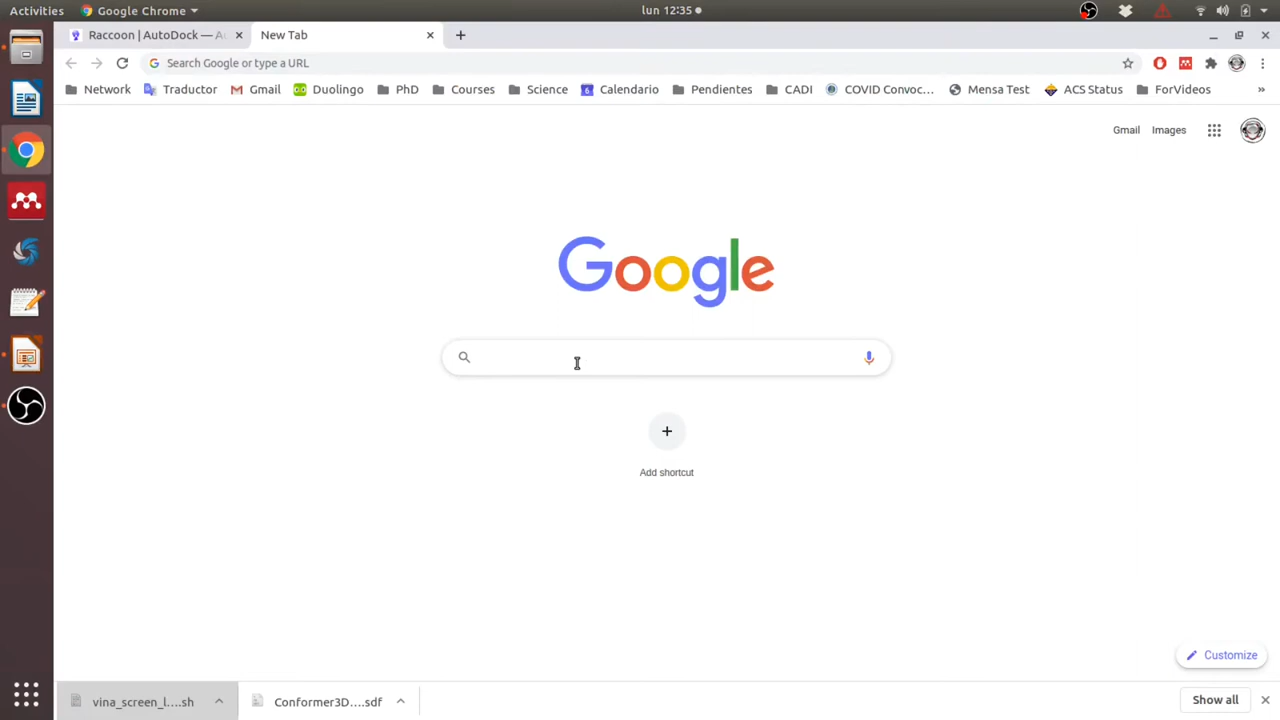 Activities Google Chrome lun 12:35
Raccoon | AutoDock — Au New Tab
Search Google or type a URL
Network Traductor Gmail Duolingo PhD Courses Science Calendario Pendientes CADI COVID Convoc... Mensa Test ACS Status ForVideos »
Gmail Images
Google
Add shortcut
Customize
vina_screen_l....sh Conformer3D....sdf Show all